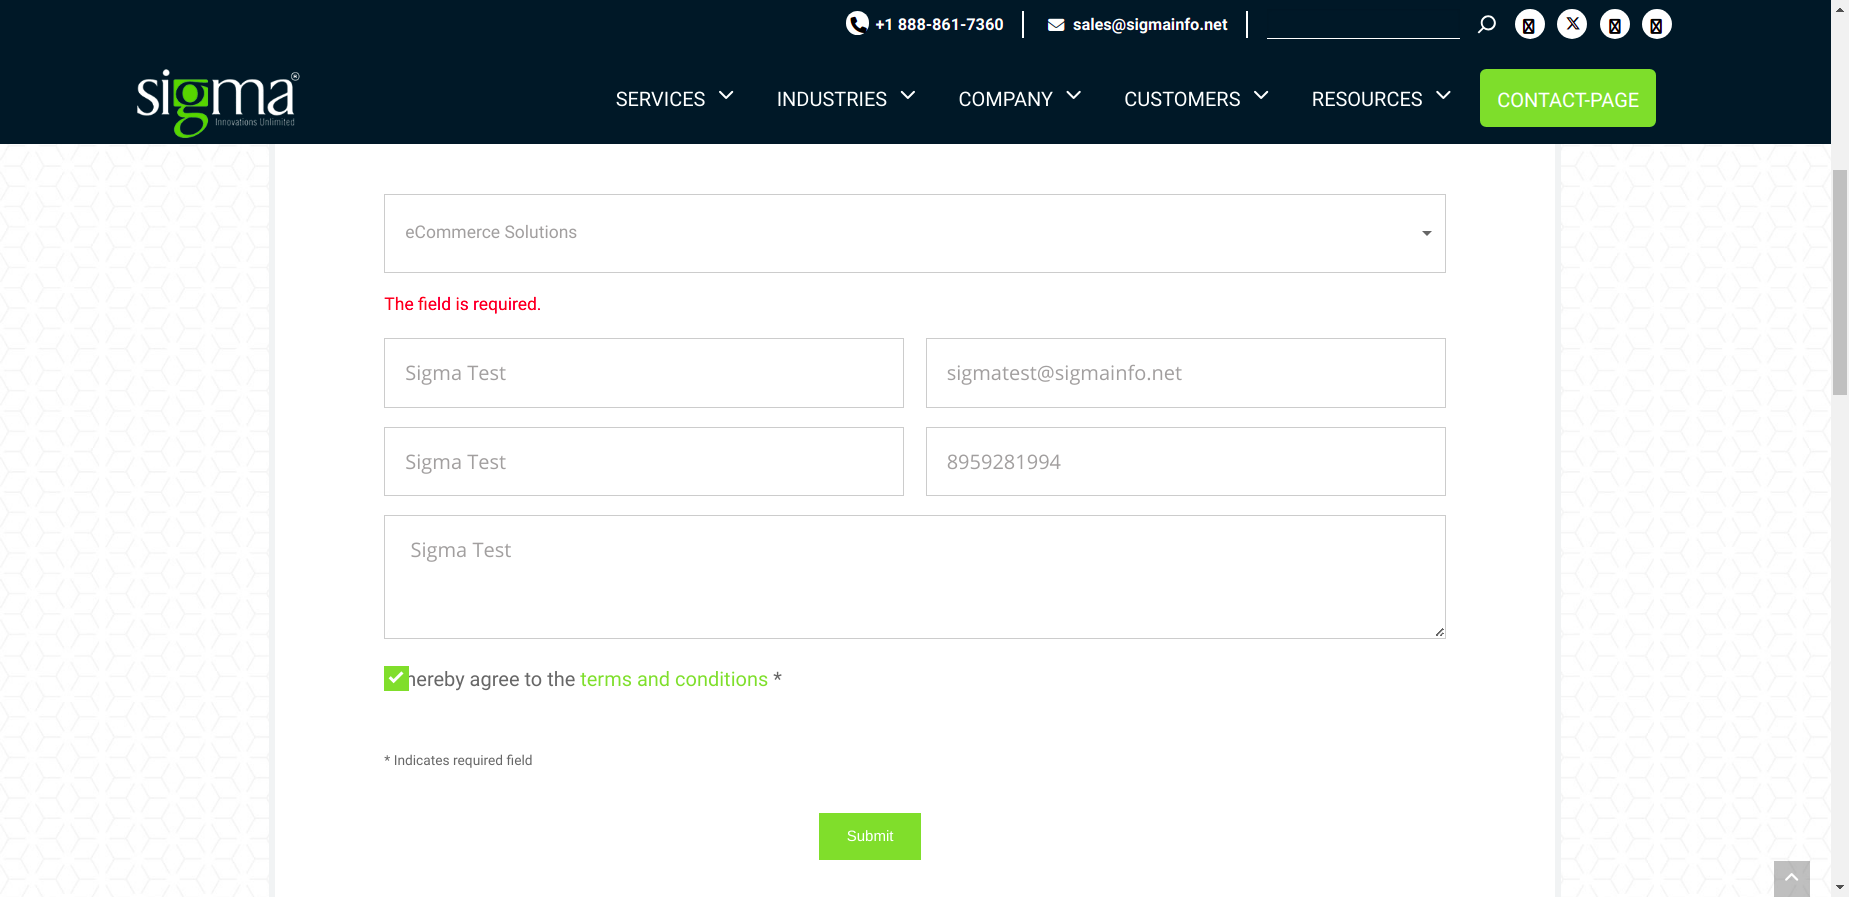 +1 888-861-7360
sales@sigmainfo.net
sigma®
Innovations Unlimited
SERVICES
INDUSTRIES
COMPANY
CUSTOMERS
RESOURCES
CONTACT-PAGE
eCommerce Solutions
The field is required.
Sigma Test
sigmatest@sigmainfo.net
Sigma Test
8959281994
Sigma Test
hereby agree to the terms and conditions *
* Indicates required field
Submit